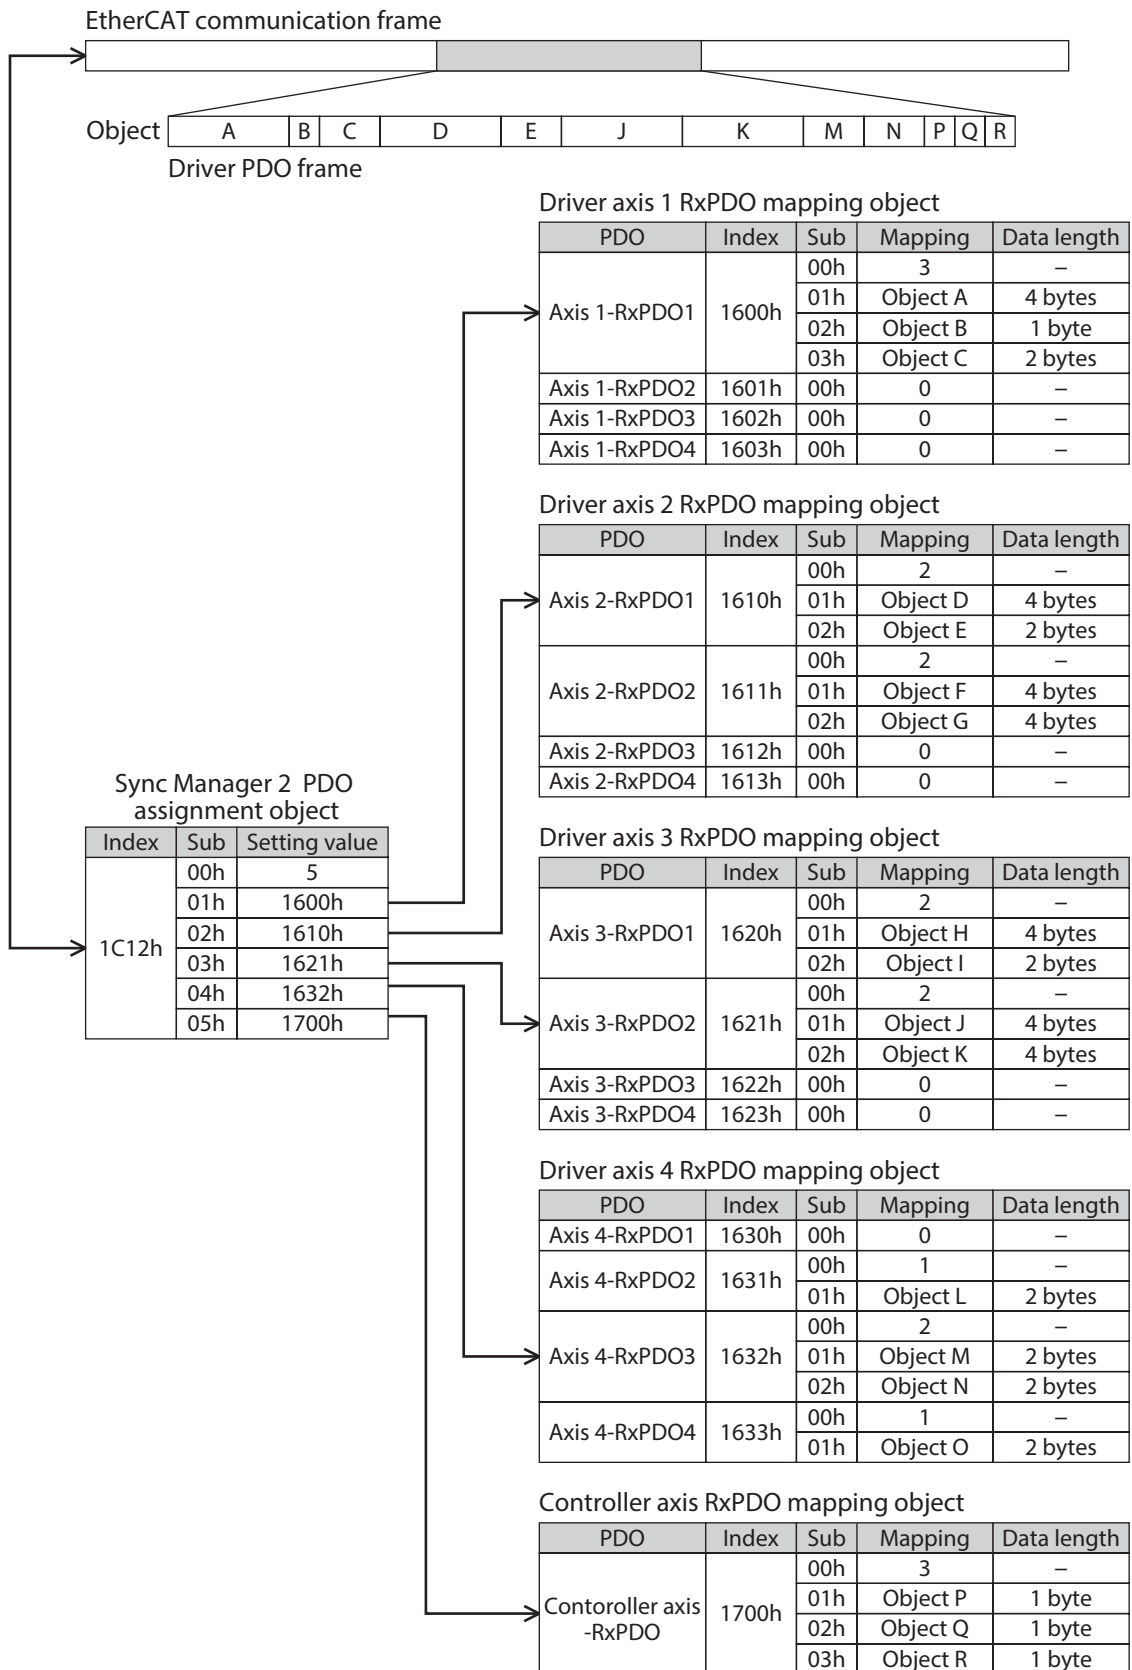 EtherCAT communication frame
Object A B C D E J K M N P Q R
Driver PDO frame
Driver axis 1 RxPDO mapping object
PDO Index Sub Mapping Data length
Axis 1-RxPDO1 1600h 00h 3 –
01h Object A 4 bytes
02h Object B 1 byte
03h Object C 2 bytes
Axis 1-RxPDO2 1601h 00h 0 –
Axis 1-RxPDO3 1602h 00h 0 –
Axis 1-RxPDO4 1603h 00h 0 –
Driver axis 2 RxPDO mapping object
PDO Index Sub Mapping Data length
Axis 2-RxPDO1 1610h 00h 2 –
01h Object D 4 bytes
02h Object E 2 bytes
Axis 2-RxPDO2 1611h 00h 2 –
01h Object F 4 bytes
02h Object G 4 bytes
Axis 2-RxPDO3 1612h 00h 0 –
Axis 2-RxPDO4 1613h 00h 0 –
Sync Manager 2 PDO
assignment object
Index Sub Setting value
1C12h 00h 5
01h 1600h
02h 1610h
03h 1621h
04h 1632h
05h 1700h
Driver axis 3 RxPDO mapping object
PDO Index Sub Mapping Data length
Axis 3-RxPDO1 1620h 00h 2 –
01h Object H 4 bytes
02h Object I 2 bytes
Axis 3-RxPDO2 1621h 00h 2 –
01h Object J 4 bytes
02h Object K 4 bytes
Axis 3-RxPDO3 1622h 00h 0 –
Axis 3-RxPDO4 1623h 00h 0 –
Driver axis 4 RxPDO mapping object
PDO Index Sub Mapping Data length
Axis 4-RxPDO1 1630h 00h 0 –
Axis 4-RxPDO2 1631h 00h 1 –
01h Object L 2 bytes
Axis 4-RxPDO3 1632h 00h 2 –
01h Object M 2 bytes
02h Object N 2 bytes
Axis 4-RxPDO4 1633h 00h 1 –
01h Object O 2 bytes
Controller axis RxPDO mapping object
PDO Index Sub Mapping Data length
Contoroller axis
-RxPDO 1700h 00h 3 –
01h Object P 1 byte
02h Object Q 1 byte
03h Object R 1 byte